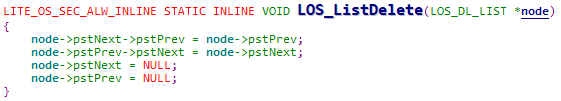 LITE_OS_SEC_ALW_INLINE STATIC INLINE VOID LOS_ListDelete(LOS_DL_LIST *node)
{
    node->pstNext->pstPrev = node->pstPrev;
    node->pstPrev->pstNext = node->pstNext;
    node->pstNext = NULL;
    node->pstPrev = NULL;
}